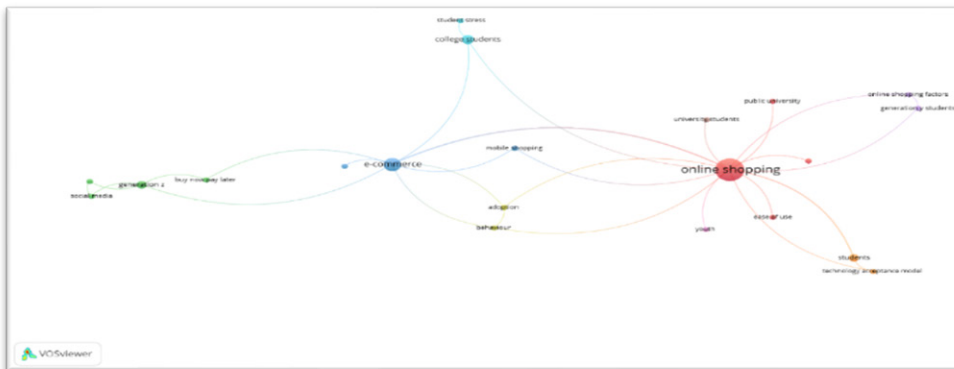 student stress
college students
online shopping factors
public university
generation y students
university students
mobile shopping
e-commerce
online shopping
buy now pay later
generation z
social media
adoption
ease of use
behaviour
youth
students
technology acceptance model
VOSviewer